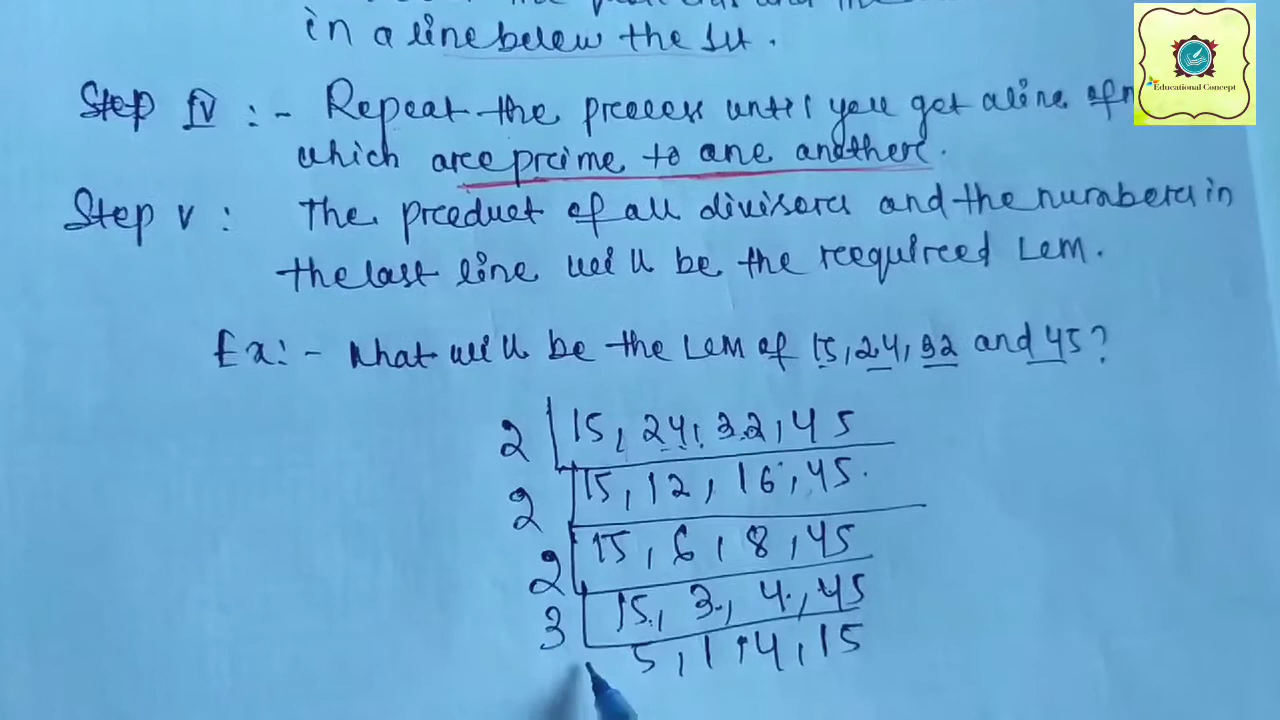 in a line below the 1st.
Step IV :- Repeat the process until you get a line of
which are prime to one another.
Step V : The product of all divisors and the numbers in
the last line will be the required Lcm.
Ex:- What will be the Lcm of 15, 24, 32 and 45?
2 | 15, 24, 32, 45
2 | 15, 12, 16, 45
2 | 15, 6, 8, 45
3 | 15, 3, 4, 45
5, 1, 4, 15
Educational Concept